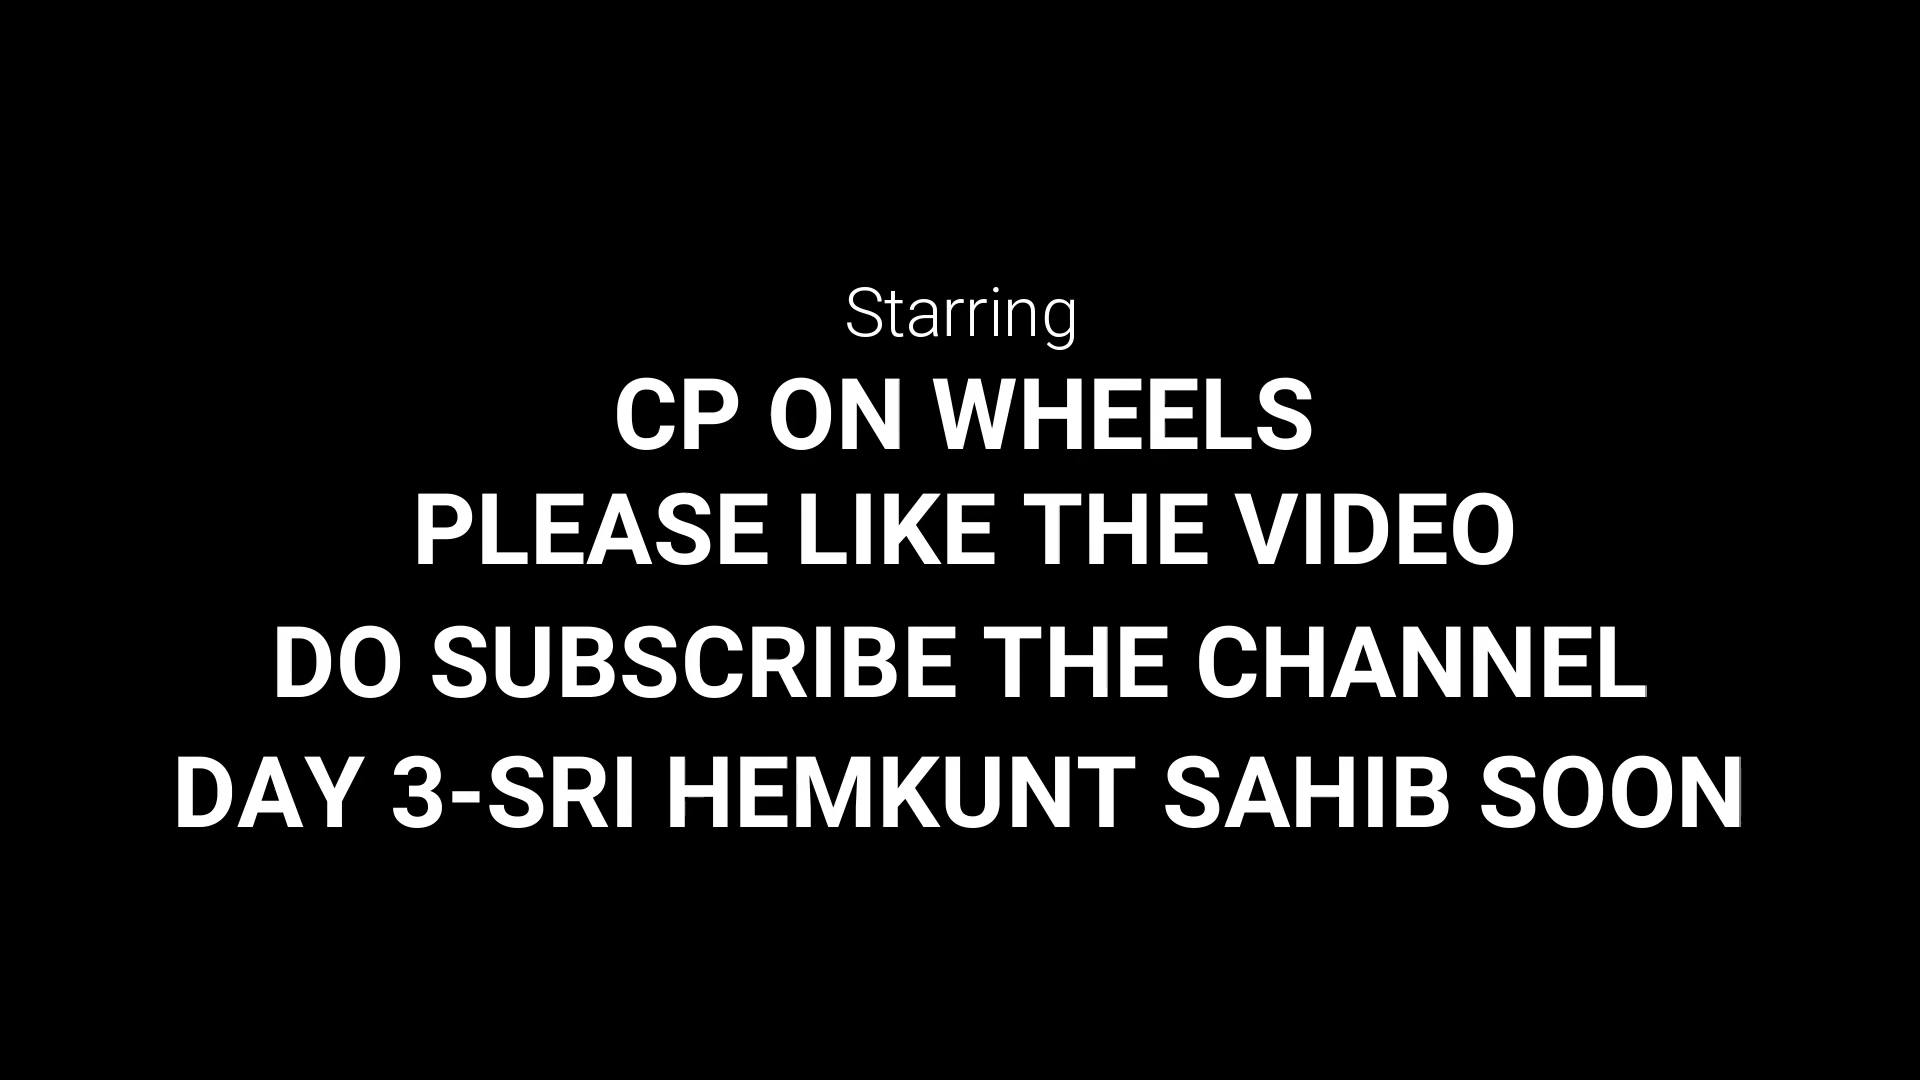 Starring
CP ON WHEELS
PLEASE LIKE THE VIDEO
DO SUBSCRIBE THE CHANNEL
DAY 3-SRI HEMKUNT SAHIB SOON